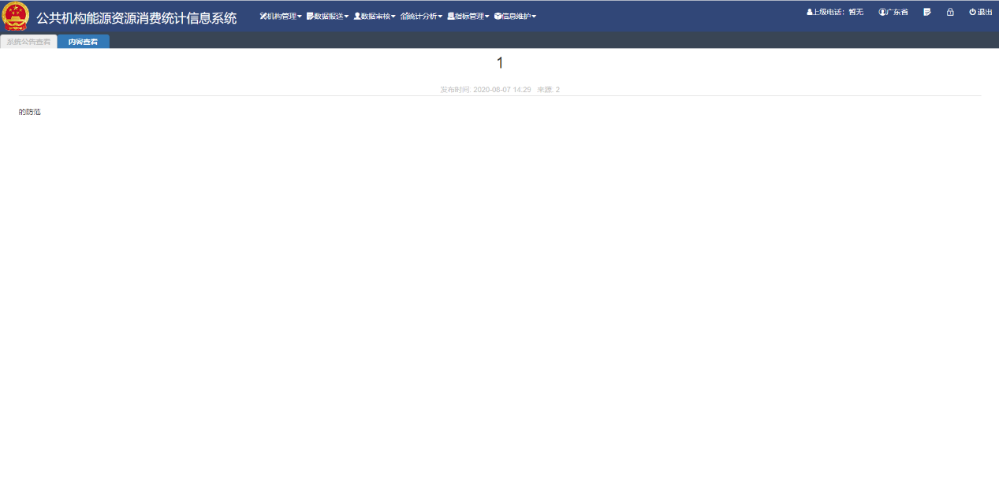 公共机构能源资源消费统计信息系统 机构管理 数据报送 数据审核 统计分析 指标管理 信息维护 上级电话：暂无 广东省 退出
系统公告查看 内容查看
1
发布时间: 2020-08-07 14:29 来源: 2
的防范